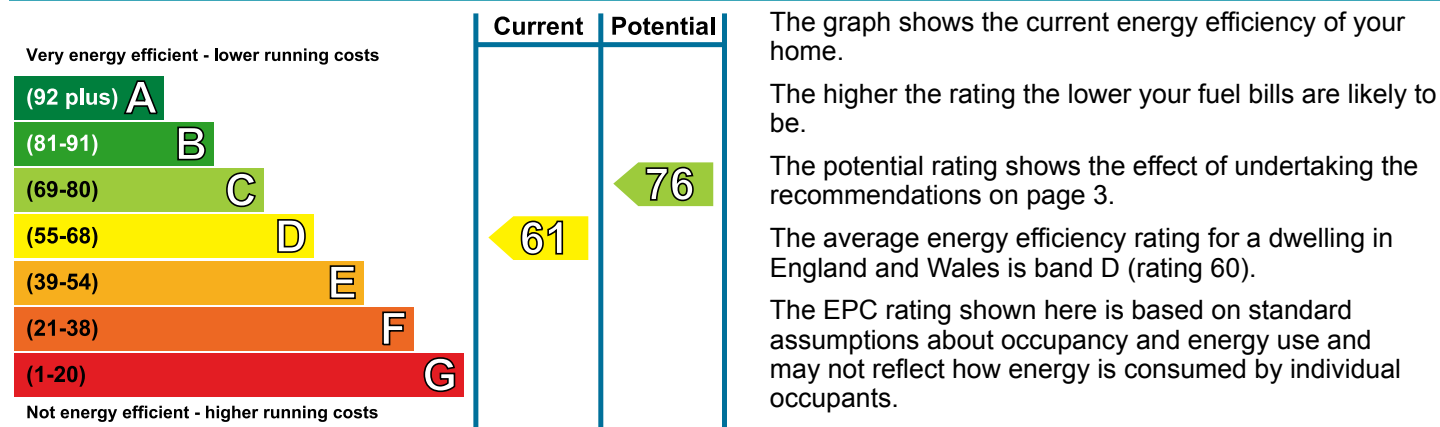 Current Potential
Very energy efficient - lower running costs
(92 plus) A
(81-91) B
(69-80) C
76
(55-68) D
61
(39-54) E
(21-38) F
(1-20) G
Not energy efficient - higher running costs
The graph shows the current energy efficiency of your
home.
The higher the rating the lower your fuel bills are likely to
be.
The potential rating shows the effect of undertaking the
recommendations on page 3.
The average energy efficiency rating for a dwelling in
England and Wales is band D (rating 60).
The EPC rating shown here is based on standard
assumptions about occupancy and energy use and
may not reflect how energy is consumed by individual
occupants.